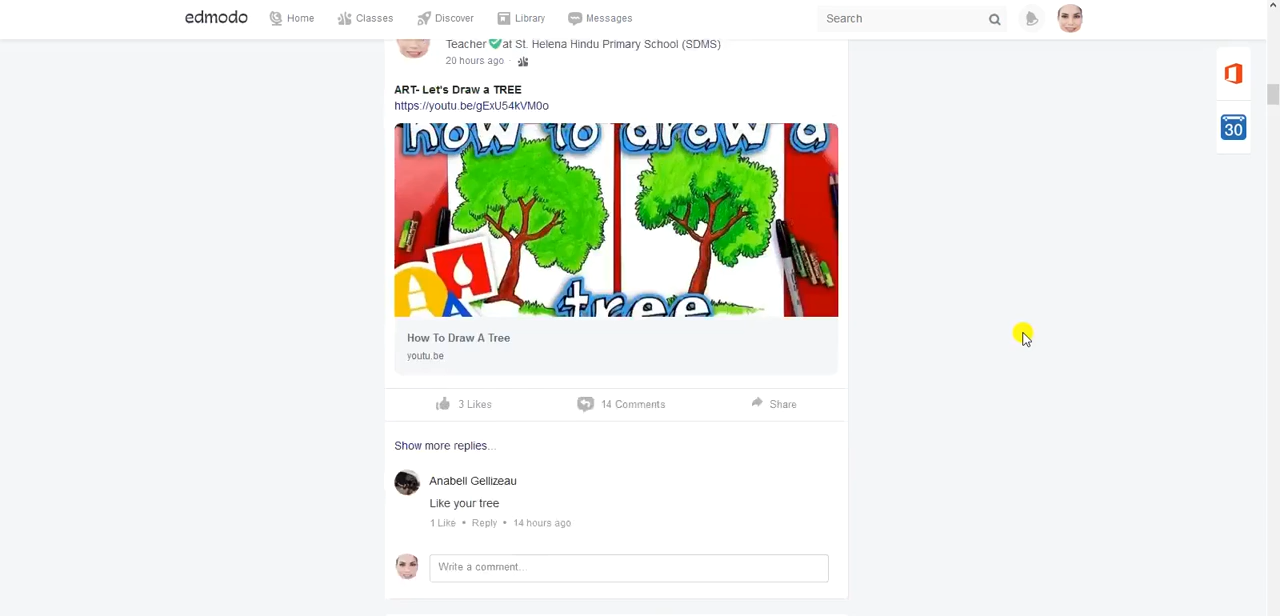 edmodo
Home
Classes
Discover
Library
Messages
Search
Teacher at St. Helena Hindu Primary School (SDMS)
20 hours ago ·
ART- Let's Draw a TREE
https://youtu.be/gExU54kVM0o
how to draw a
tree
30
How To Draw A Tree
youtu.be
3 Likes
14 Comments
Share
Show more replies...
Anabell Gellizeau
Like your tree
1 Like • Reply • 14 hours ago
Write a comment...